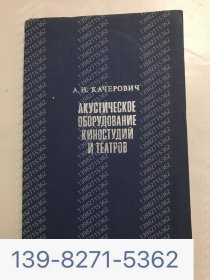 А. Н. КАЧЕРОВИЧ
АКУСТИЧЕСКОЕ
ОБОРУДОВАНИЕ
КИНОСТУДИЙ
И ТЕАТРОВ
139-8271-5362